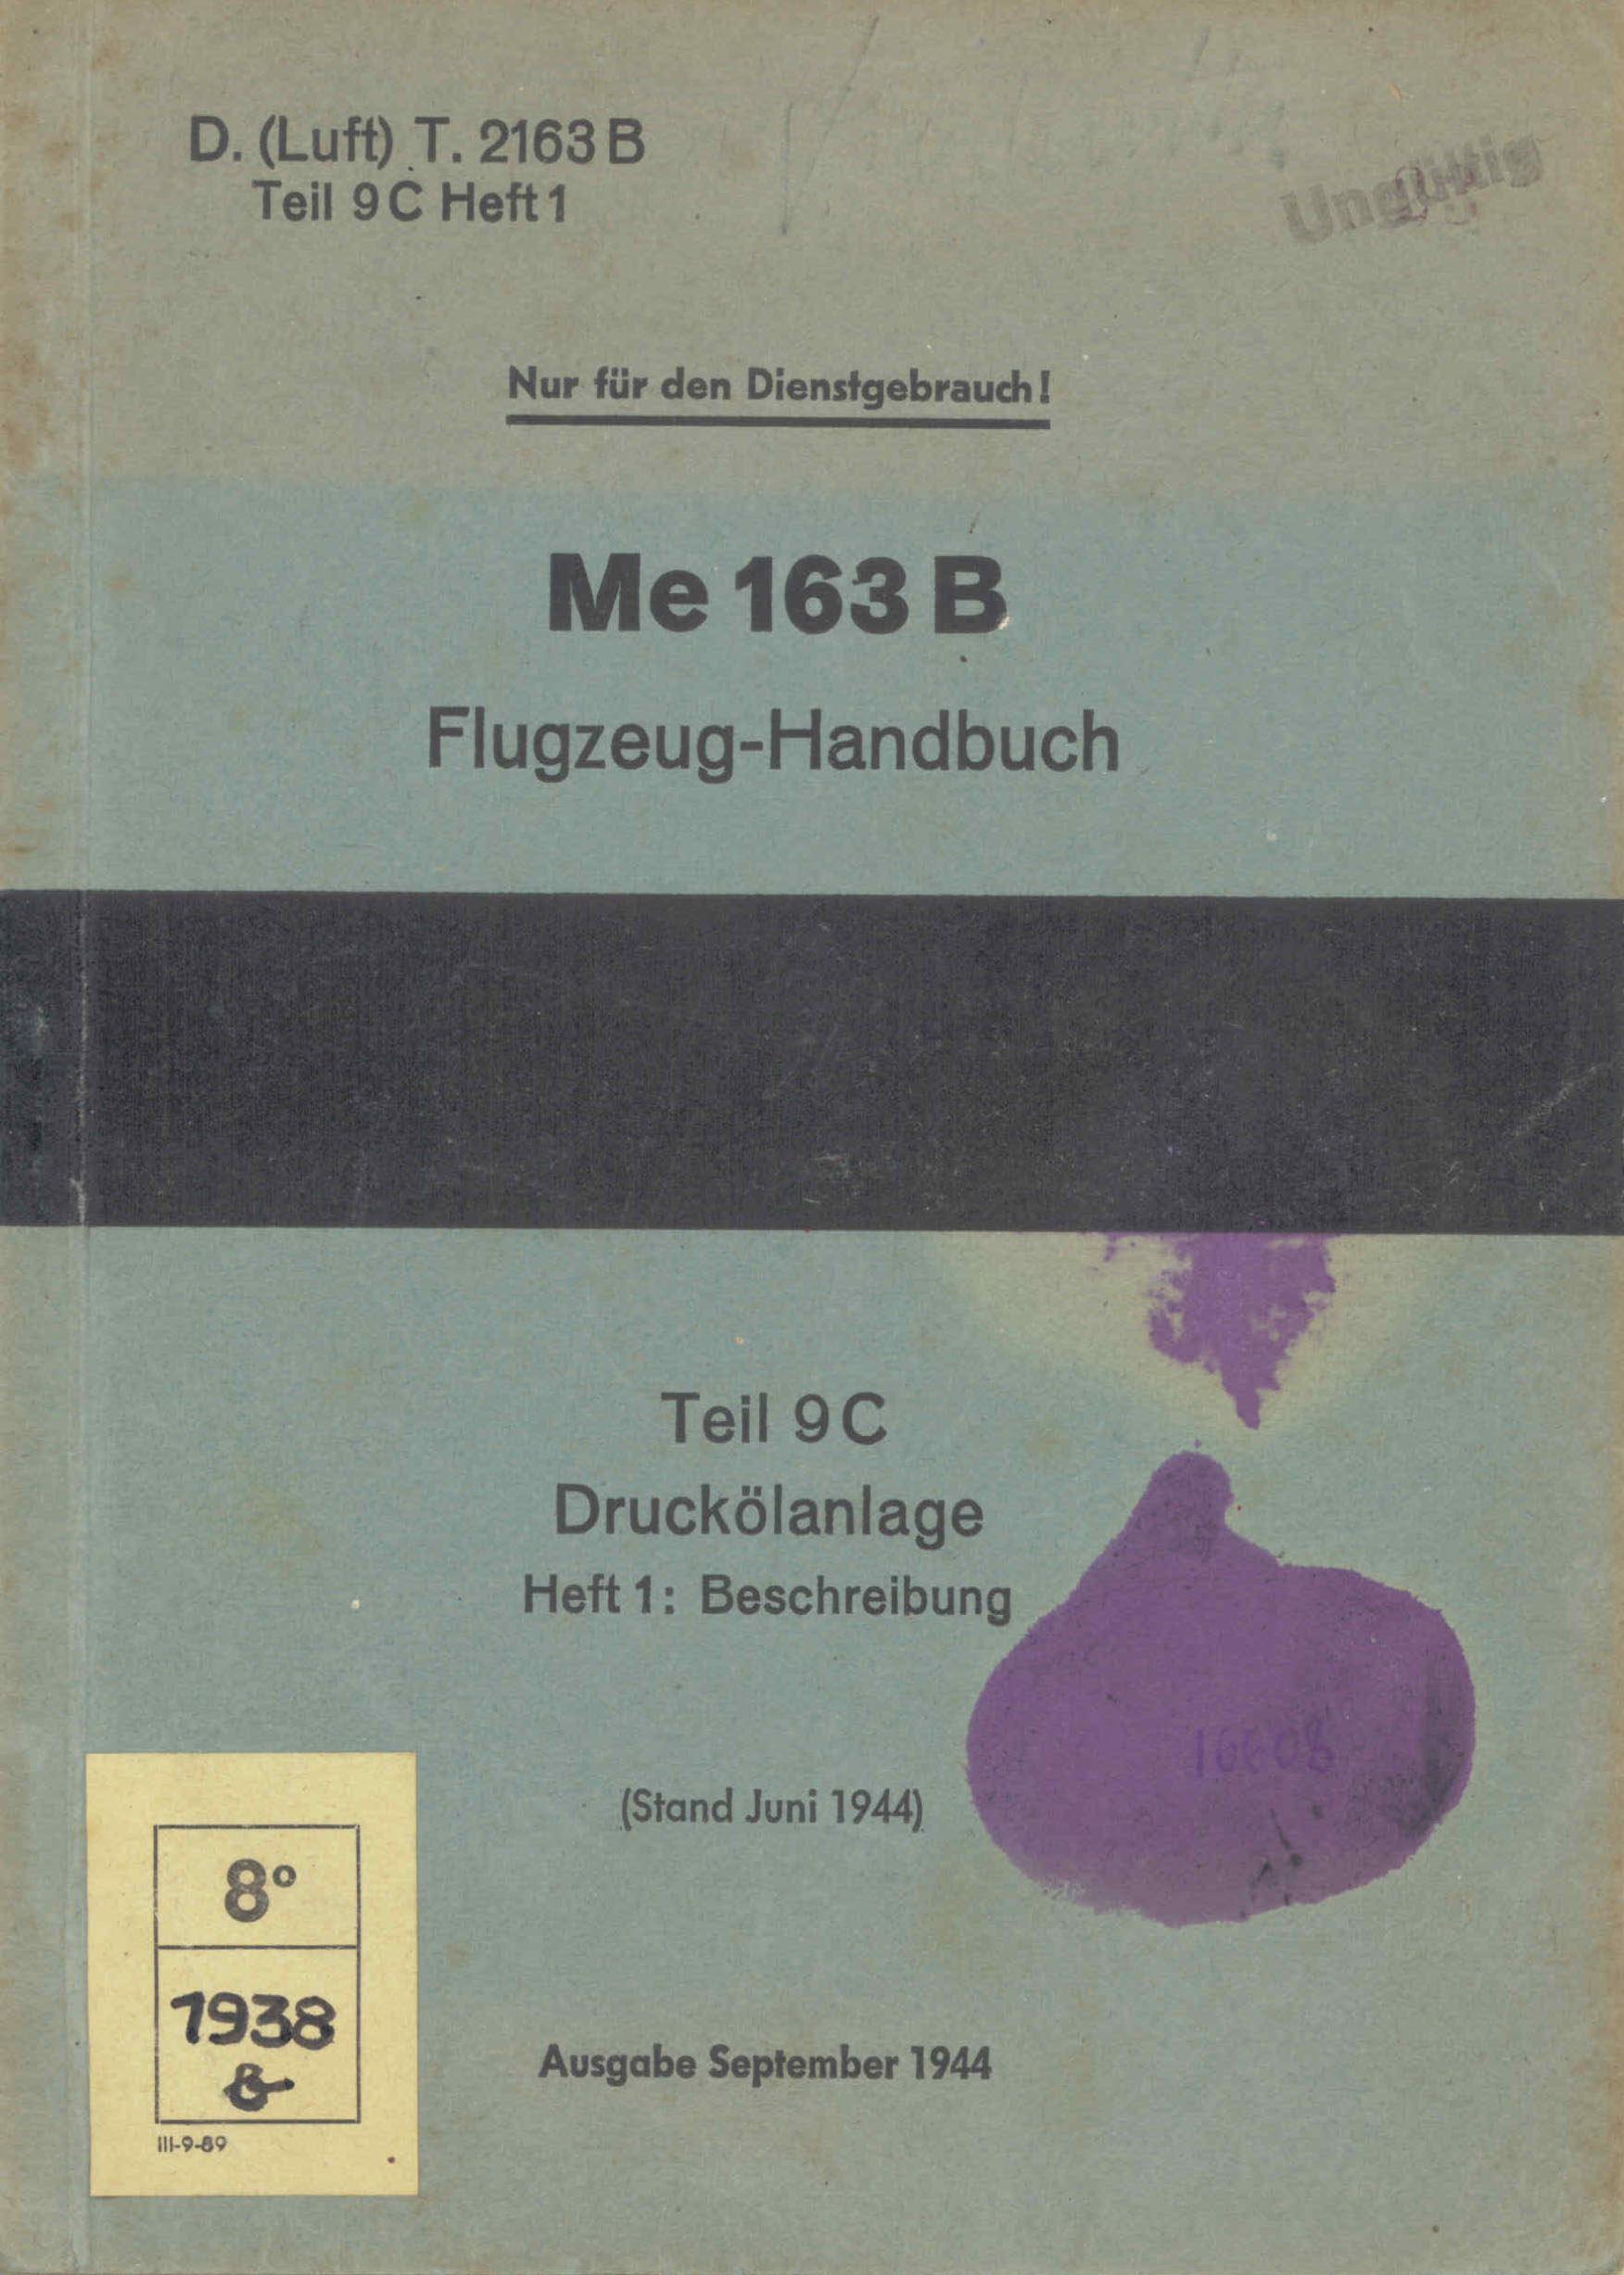 D. (Luft) T. 2163 B
Teil 9 C Heft 1
Ungültig
Nur für den Dienstgebrauch!
Me 163 B
Flugzeug-Handbuch
Teil 9 C
Druckölanlage
Heft 1: Beschreibung
16608
(Stand Juni 1944)
8°
1938
Ausgabe September 1944
III-9-89